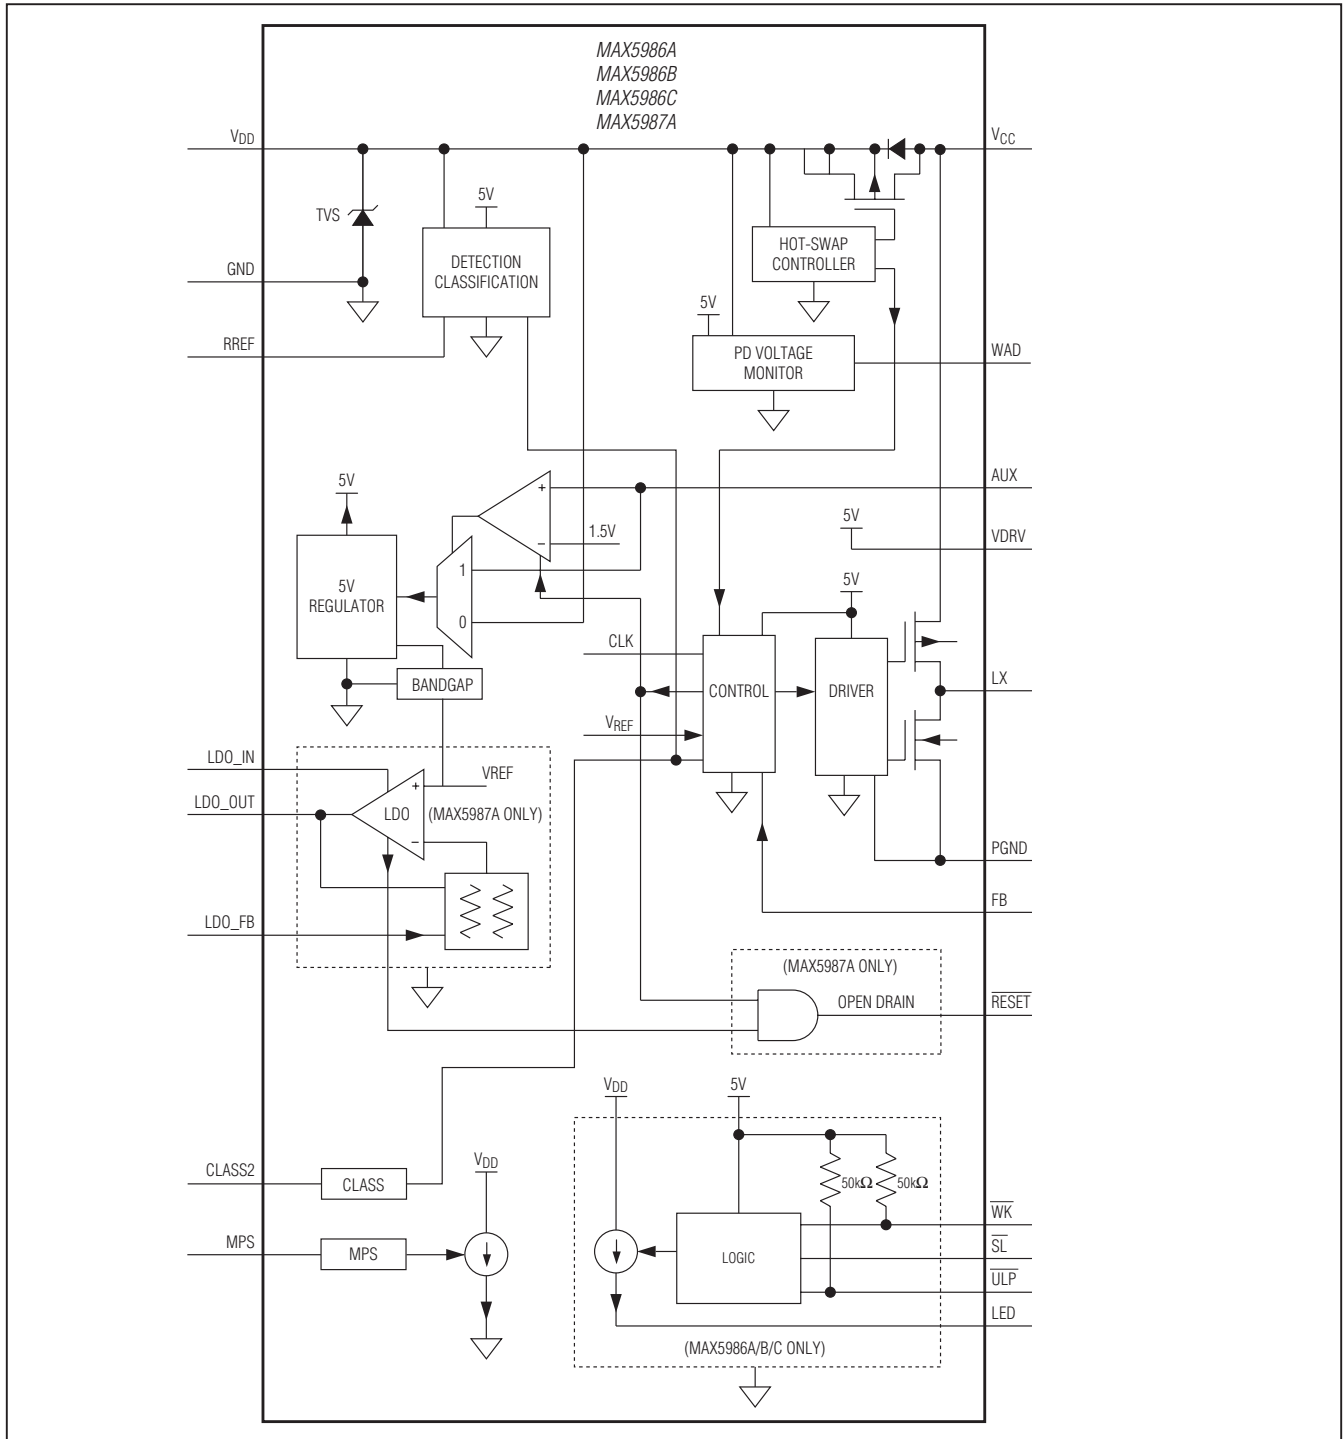 MAX5986A
MAX5986B
MAX5986C
MAX5987A
VDD
VCC
TVS
5V
DETECTION
CLASSIFICATION
HOT-SWAP
CONTROLLER
GND
5V
RREF
PD VOLTAGE
MONITOR
WAD
5V
AUX
+
1.5V
−
5V
VDRV
1
5V
REGULATOR
5V
0
CLK
BANDGAP
CONTROL
DRIVER
LX
VREF
LDO_IN
+
VREF
LDO_OUT
LDO
(MAX5987A ONLY)
−
PGND
FB
LDO_FB
(MAX5987A ONLY)
OPEN DRAIN
RESET
VDD
5V
CLASS2
CLASS
VDD
50kΩ
50kΩ
WK
MPS
MPS
LOGIC
SL
ULP
LED
(MAX5986A/B/C ONLY)